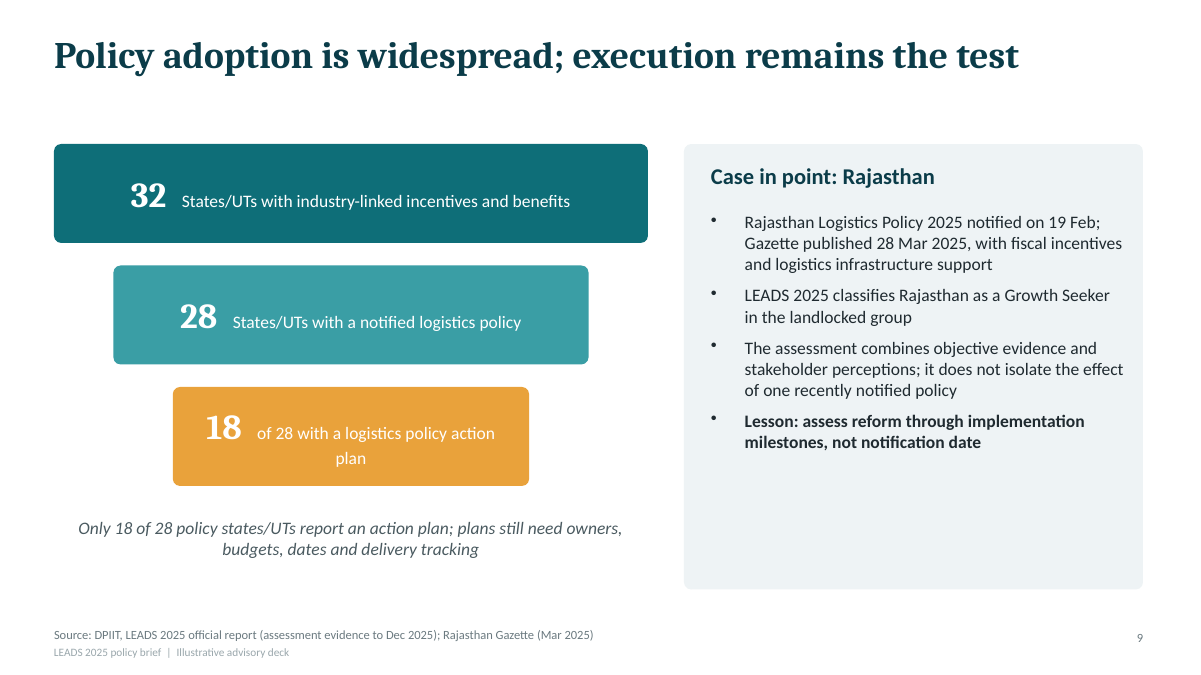 Policy adoption is widespread; execution remains the test
32 States/UTs with industry-linked incentives and benefits
28 States/UTs with a notified logistics policy
18 of 28 with a logistics policy action
plan
Only 18 of 28 policy states/UTs report an action plan; plans still need owners,
budgets, dates and delivery tracking
Case in point: Rajasthan
• Rajasthan Logistics Policy 2025 notified on 19 Feb;
Gazette published 28 Mar 2025, with fiscal incentives
and logistics infrastructure support
• LEADS 2025 classifies Rajasthan as a Growth Seeker
in the landlocked group
• The assessment combines objective evidence and
stakeholder perceptions; it does not isolate the effect
of one recently notified policy
• Lesson: assess reform through implementation
milestones, not notification date
Source: DPIIT, LEADS 2025 official report (assessment evidence to Dec 2025); Rajasthan Gazette (Mar 2025)
LEADS 2025 policy brief | Illustrative advisory deck
9